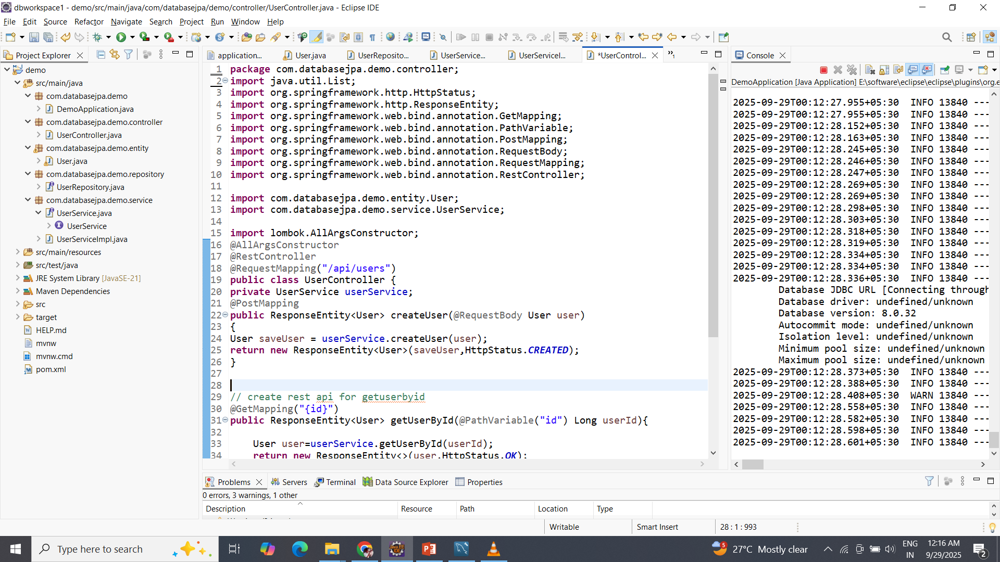 dbworkspace1 - demo/src/main/java/com/databasejpa/demo/controller/UserController.java - Eclipse IDE
File Edit Source Refactor Navigate Search Project Run Window Help
Project Explorer
demo
src/main/java
com.databasejpa.demo
DemoApplication.java
com.databasejpa.demo.controller
UserController.java
com.databasejpa.demo.entity
User.java
com.databasejpa.demo.repository
UserRepository.java
com.databasejpa.demo.service
UserService.java
UserService
UserServiceImpl.java
src/main/resources
src/test/java
JRE System Library [JavaSE-21]
Maven Dependencies
src
target
HELP.md
mvnw
mvnw.cmd
pom.xml
application... User.java UserReposito... UserService... UserServiceI... *UserControl... »1
1 package com.databasejpa.demo.controller;
2 import java.util.List;
3 import org.springframework.http.HttpStatus;
4 import org.springframework.http.ResponseEntity;
5 import org.springframework.web.bind.annotation.GetMapping;
6 import org.springframework.web.bind.annotation.PathVariable;
7 import org.springframework.web.bind.annotation.PostMapping;
8 import org.springframework.web.bind.annotation.RequestBody;
9 import org.springframework.web.bind.annotation.RequestMapping;
10 import org.springframework.web.bind.annotation.RestController;
11
12 import com.databasejpa.demo.entity.User;
13 import com.databasejpa.demo.service.UserService;
14
15 import lombok.AllArgsConstructor;
16 @AllArgsConstructor
17 @RestController
18 @RequestMapping("/api/users")
19 public class UserController {
20 private UserService userService;
21 @PostMapping
22 public ResponseEntity<User> createUser(@RequestBody User user)
23 {
24 User saveUser = userService.createUser(user);
25 return new ResponseEntity<User>(saveUser,HttpStatus.CREATED);
26 }
27
28
29 // create rest api for getuserbyid
30 @GetMapping("{id}")
31 public ResponseEntity<User> getUserById(@PathVariable("id") Long userId){
32
33 User user=userService.getUserById(userId);
34 return new ResponseEntity<>(user,HttpStatus.OK);
Console
DemoApplication [Java Application] E:\software\eclipse\eclipse\plugins\org.e
2025-09-29T00:12:27.955+05:30 INFO 13840 ---
2025-09-29T00:12:27.955+05:30 INFO 13840 ---
2025-09-29T00:12:28.152+05:30 INFO 13840 ---
2025-09-29T00:12:28.163+05:30 INFO 13840 ---
2025-09-29T00:12:28.245+05:30 INFO 13840 ---
2025-09-29T00:12:28.246+05:30 INFO 13840 ---
2025-09-29T00:12:28.247+05:30 INFO 13840 ---
2025-09-29T00:12:28.269+05:30 INFO 13840 ---
2025-09-29T00:12:28.269+05:30 INFO 13840 ---
2025-09-29T00:12:28.298+05:30 INFO 13840 ---
2025-09-29T00:12:28.303+05:30 INFO 13840 ---
2025-09-29T00:12:28.318+05:30 INFO 13840 ---
2025-09-29T00:12:28.319+05:30 INFO 13840 ---
2025-09-29T00:12:28.334+05:30 INFO 13840 ---
2025-09-29T00:12:28.334+05:30 INFO 13840 ---
2025-09-29T00:12:28.336+05:30 INFO 13840 ---
Database JDBC URL [Connecting through
Database driver: undefined/unknown
Database version: 8.0.32
Autocommit mode: undefined/unknown
Isolation level: undefined/unknown
Minimum pool size: undefined/unknown
Maximum pool size: undefined/unknown
2025-09-29T00:12:28.373+05:30 INFO 13840 ---
2025-09-29T00:12:28.388+05:30 INFO 13840 ---
2025-09-29T00:12:28.408+05:30 WARN 13840 ---
2025-09-29T00:12:28.558+05:30 INFO 13840 ---
2025-09-29T00:12:28.582+05:30 INFO 13840 ---
2025-09-29T00:12:28.598+05:30 INFO 13840 ---
2025-09-29T00:12:28.601+05:30 INFO 13840 ---
Problems Servers Terminal Data Source Explorer Properties
0 errors, 3 warnings, 1 other
Description Resource Path Location Type
Writable Smart Insert 28 : 1 : 993
Type here to search
5 27°C Mostly clear
ENG
IN
12:16 AM
9/29/2025
2